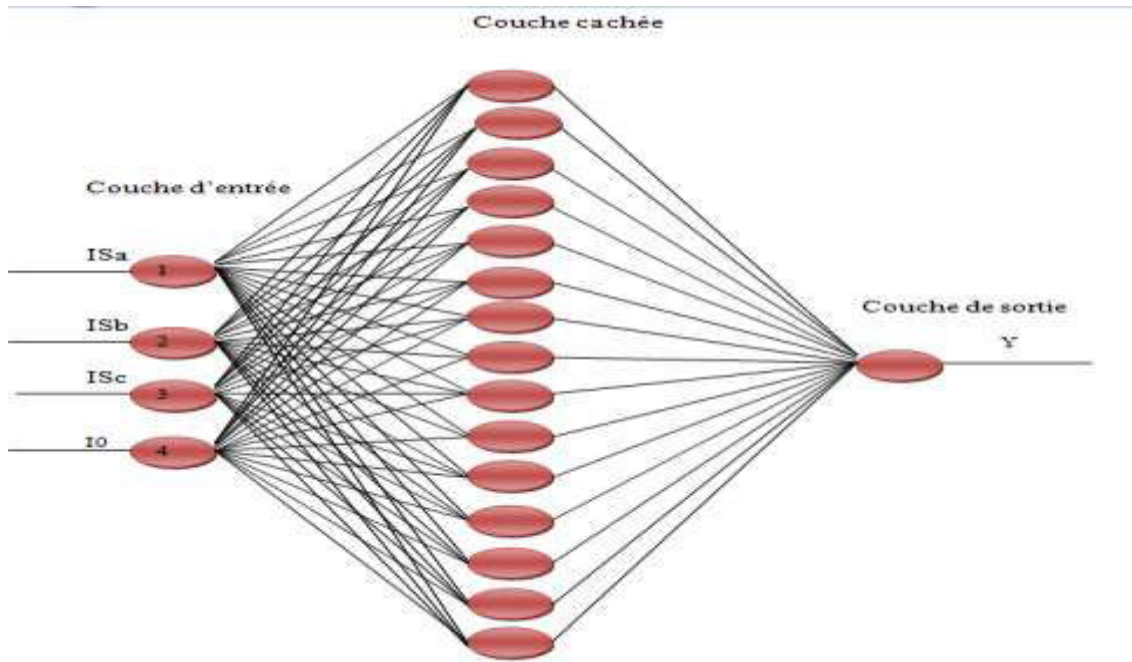 Couche cachée
Couche d'entrée
ISa
1
ISb
2
ISc
3
I0
4
Couche de sortie
Y